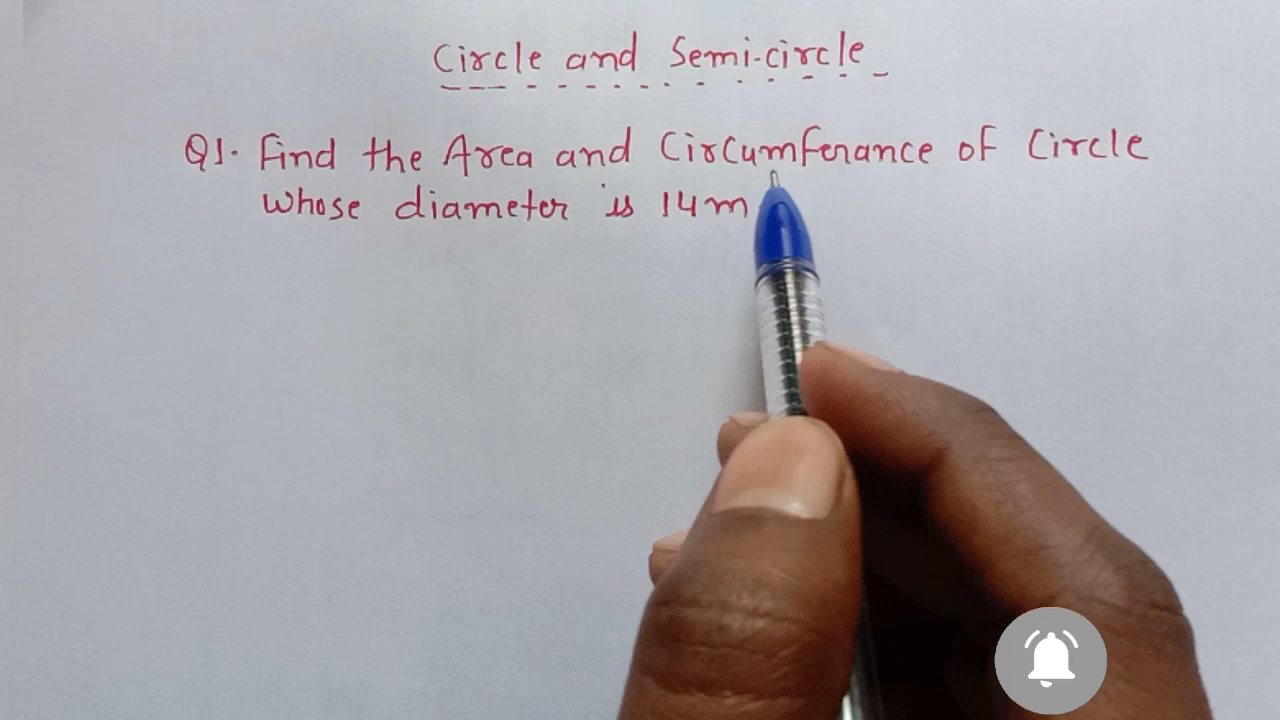 Circle and Semi-circle
Q1. Find the Area and Circumferance of Circle
whose diameter is 14m